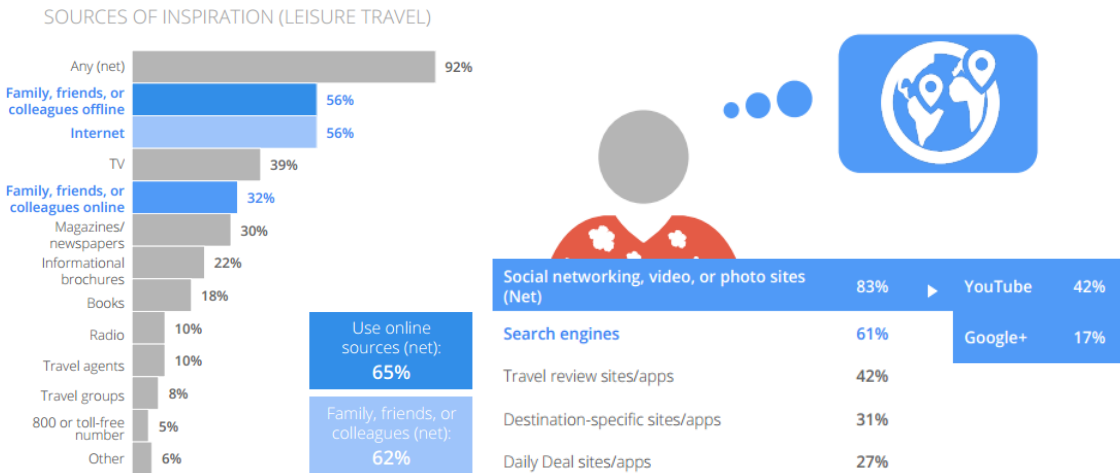 SOURCES OF INSPIRATION (LEISURE TRAVEL)
Any (net) 92%
Family, friends, or
colleagues offline 56%
Internet 56%
TV 39%
Family, friends, or
colleagues online 32%
Magazines/
newspapers 30%
Informational
brochures 22%
Books 18%
Radio 10%
Travel agents 10%
Travel groups 8%
800 or toll-free
number 5%
Other 6%
Use online
sources (net):
65%
Family, friends, or
colleagues (net):
62%
Social networking, video, or photo sites
(Net) 83%
YouTube 42%
Google+ 17%
Search engines 61%
Travel review sites/apps 42%
Destination-specific sites/apps 31%
Daily Deal sites/apps 27%